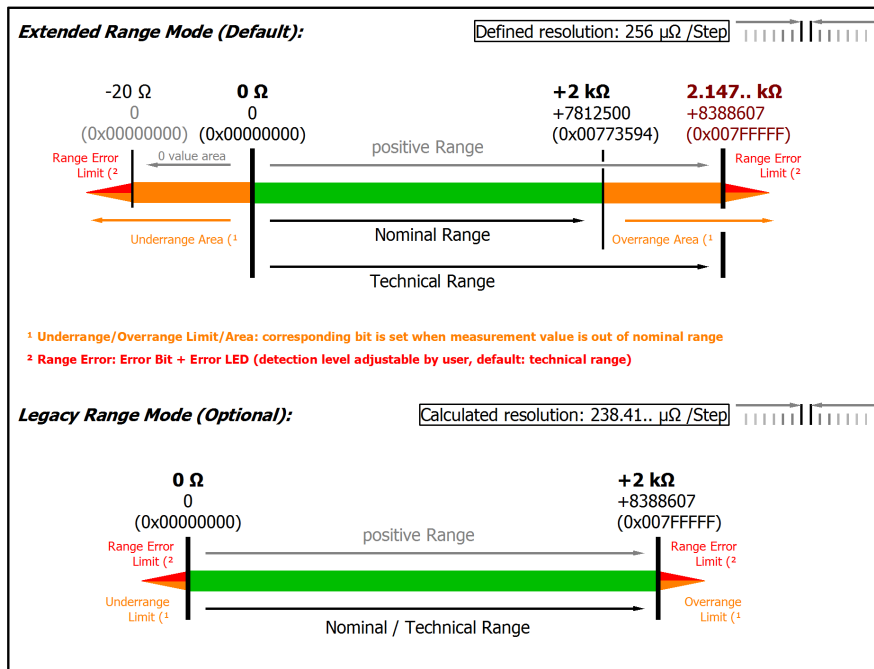 Extended Range Mode (Default):
Defined resolution: 256 µΩ /Step
-20 Ω
0
(0x00000000)
0 Ω
0
(0x00000000)
+2 kΩ
+7812500
(0x00773594)
2.147.. kΩ
+8388607
(0x007FFFFF)
Range Error
Limit (²
0 value area
positive Range
Range Error
Limit (²
Underrange Area (¹
Nominal Range
Overrange Area (¹
Technical Range
¹ Underrange/Overrange Limit/Area: corresponding bit is set when measurement value is out of nominal range
² Range Error: Error Bit + Error LED (detection level adjustable by user, default: technical range)
Legacy Range Mode (Optional):
Calculated resolution: 238.41.. µΩ /Step
0 Ω
0
(0x00000000)
+2 kΩ
+8388607
(0x007FFFFF)
Range Error
Limit (²
positive Range
Range Error
Limit (²
Underrange
Limit (¹
Nominal / Technical Range
Overrange
Limit (¹